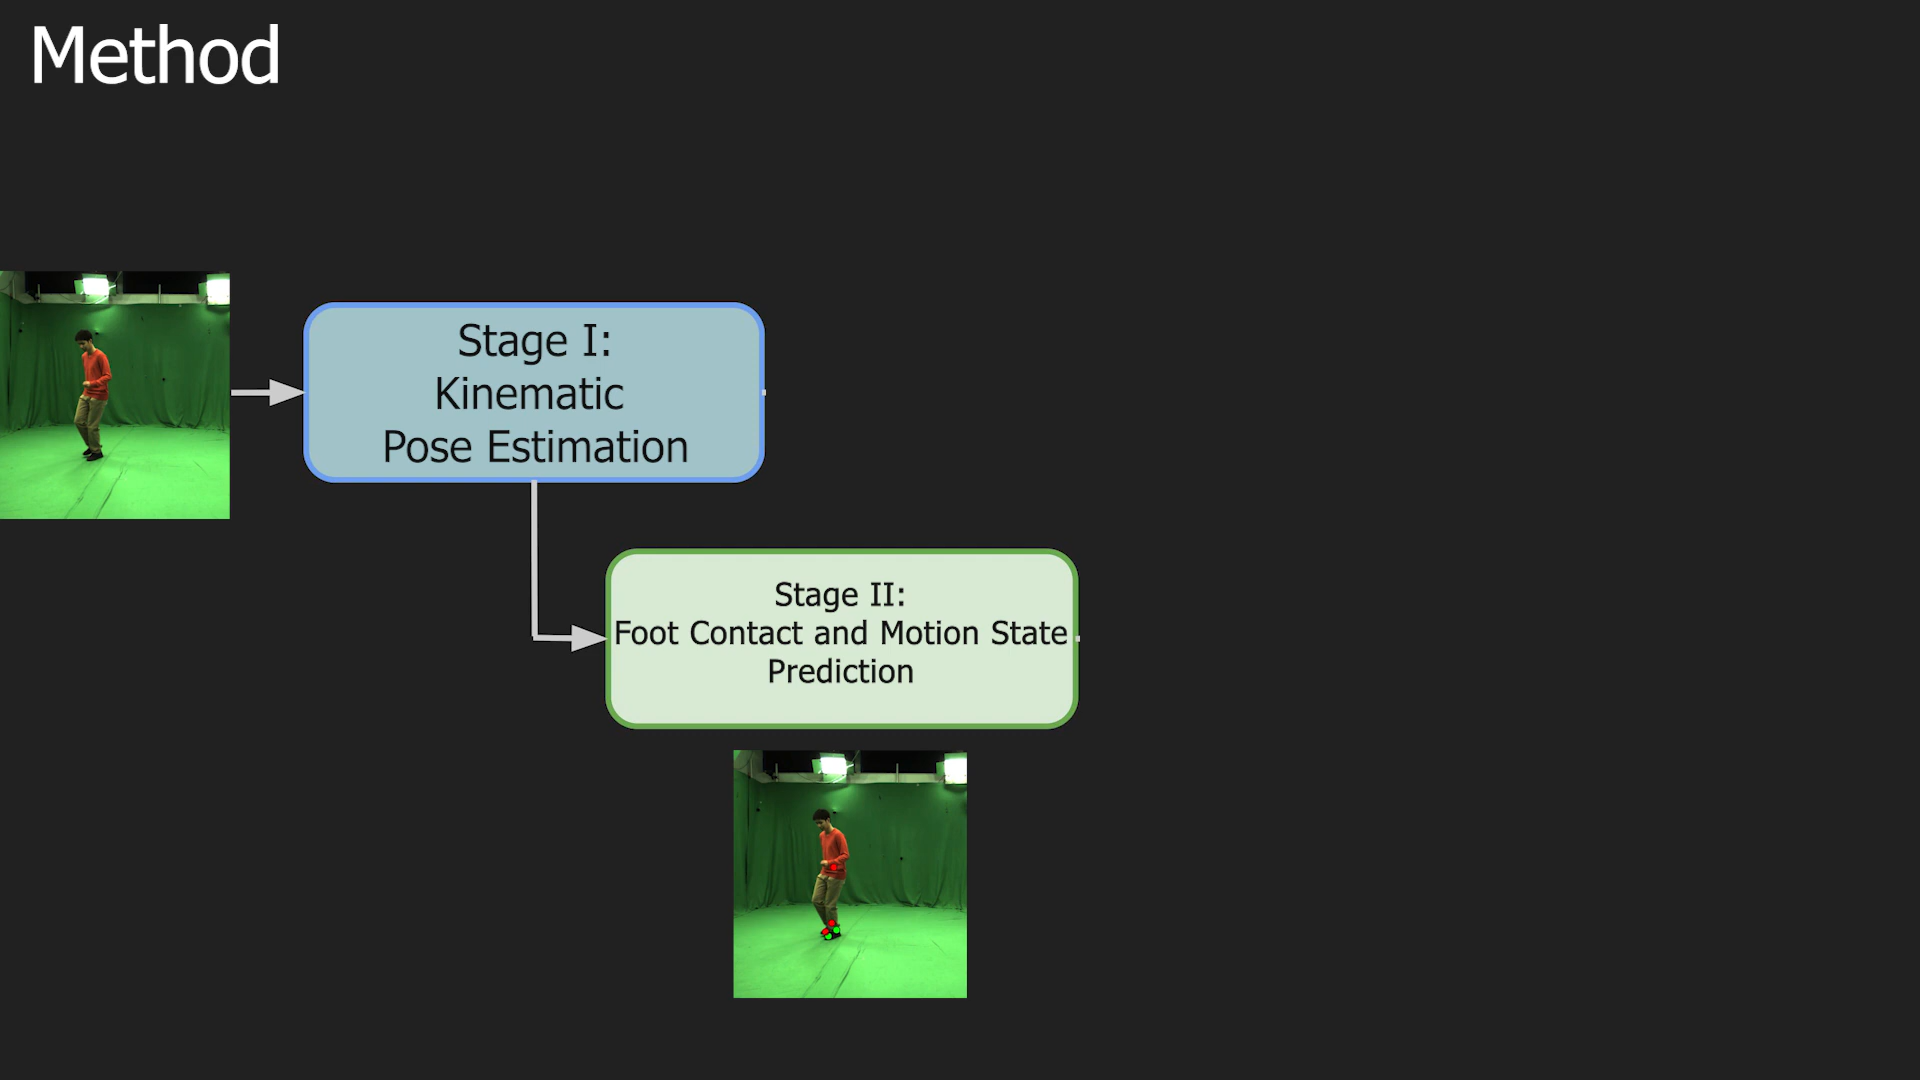 Method
Stage I:
Kinematic
Pose Estimation
Stage II:
Foot Contact and Motion State
Prediction